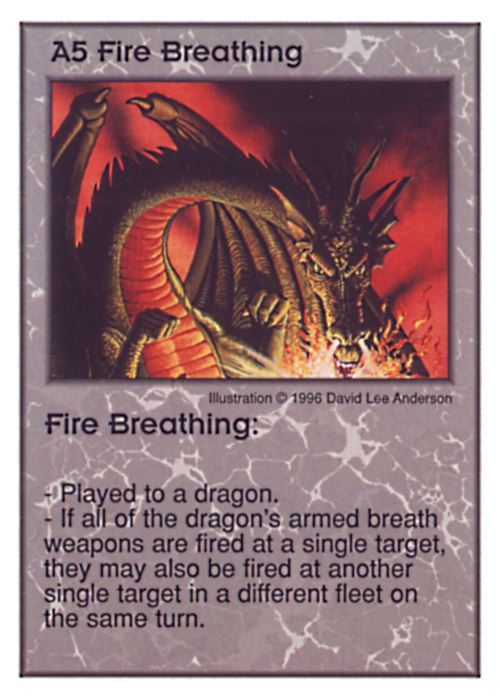 A5 Fire Breathing
Illustration © 1996 David Lee Anderson
Fire Breathing:
- Played to a dragon.
- If all of the dragon's armed breath
weapons are fired at a single target,
they may also be fired at another
single target in a different fleet on
the same turn.